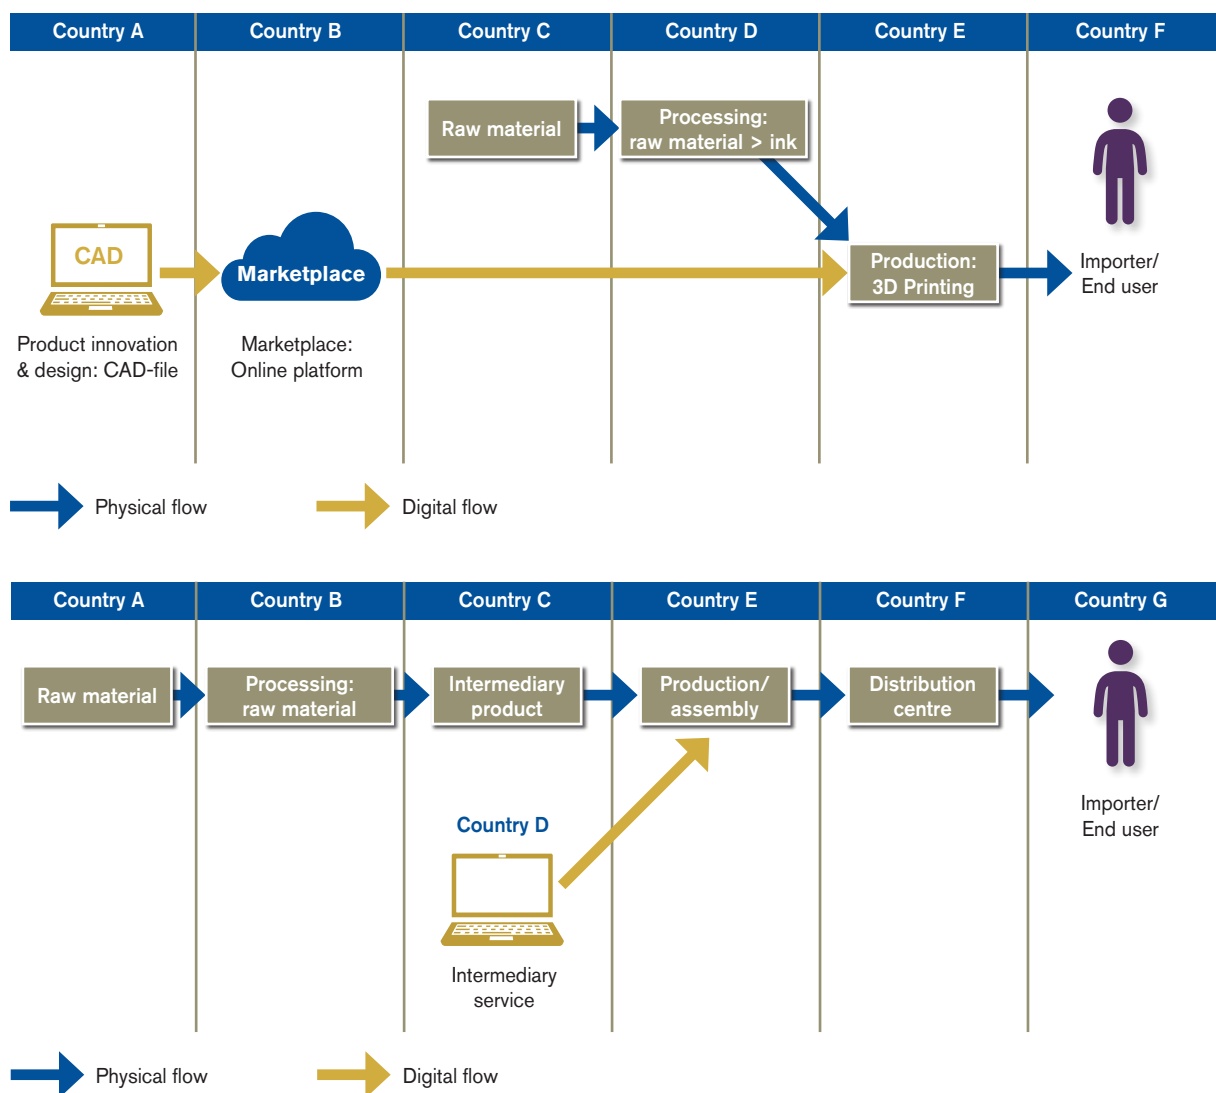 Country A
Country B
Country C
Country D
Country E
Country F
Raw material
Processing:
raw material > ink
CAD
Marketplace
Production:
3D Printing
Importer/
End user
Product innovation
& design: CAD-file
Marketplace:
Online platform
Physical flow
Digital flow
Country A
Country B
Country C
Country E
Country F
Country G
Raw material
Processing:
raw material
Intermediary
product
Production/
assembly
Distribution
centre
Importer/
End user
Country D
Intermediary
service
Physical flow
Digital flow